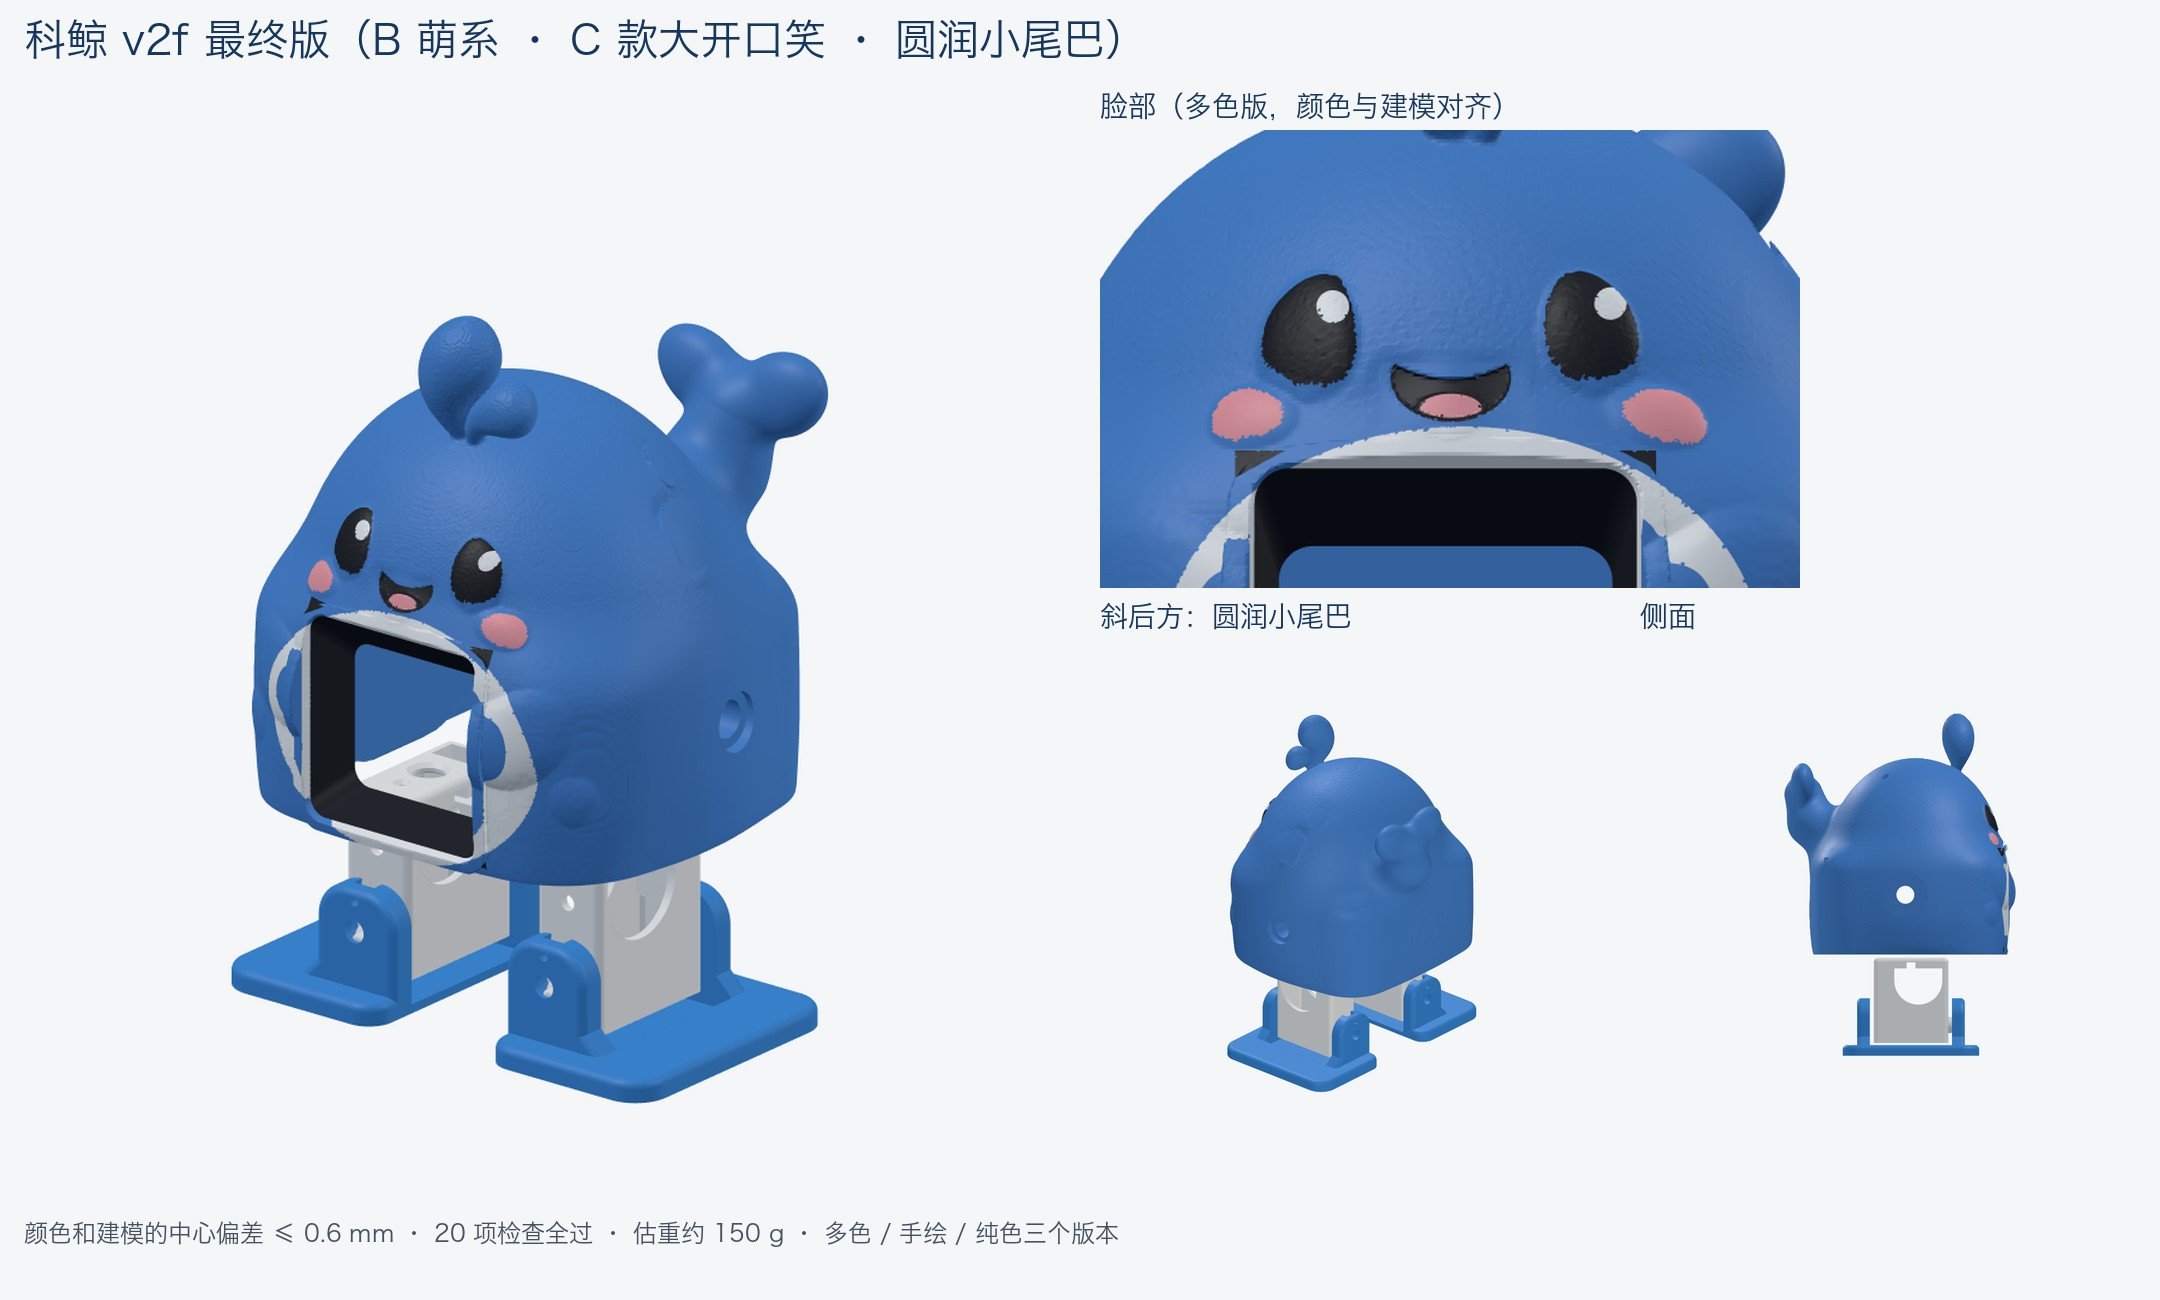 科鲸 v2f 最终版（B 萌系 · C 款大开口笑 · 圆润小尾巴）
脸部（多色版，颜色与建模对齐）
斜后方：圆润小尾巴
侧面
颜色和建模的中心偏差 ≤ 0.6 mm · 20 项检查全过 · 估重约 150 g · 多色 / 手绘 / 纯色三个版本